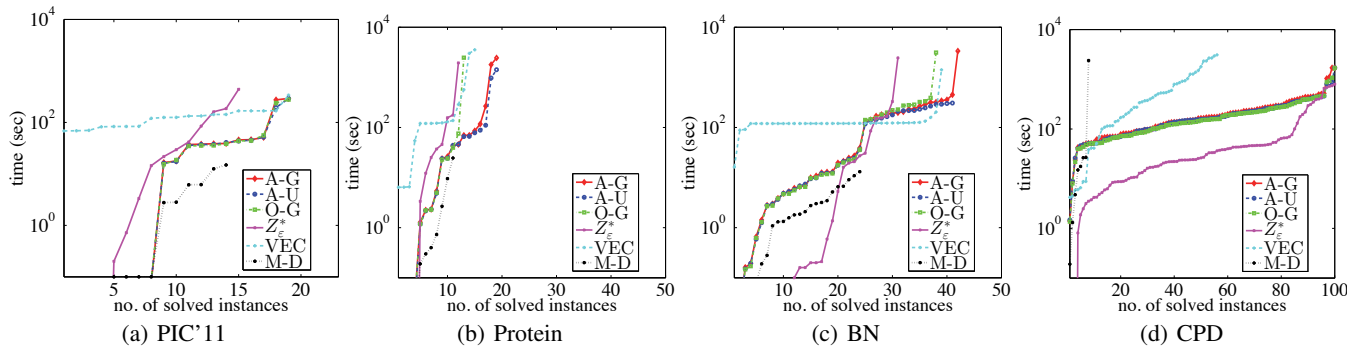 10^4
10^2
10^0
time (sec)
5 10 15 20
no. of solved instances
A-G
A-U
O-G
Z*ε
VEC
M-D
(a) PIC'11
10^4
10^2
10^0
time (sec)
10 20 30 40 50
no. of solved instances
A-G
A-U
O-G
Z*ε
VEC
M-D
(b) Protein
10^4
10^2
10^0
time (sec)
10 20 30 40 50
no. of solved instances
A-G
A-U
O-G
Z*ε
VEC
M-D
(c) BN
10^4
10^2
10^0
time (sec)
20 40 60 80 100
no. of solved instances
A-G
A-U
O-G
Z*ε
VEC
M-D
(d) CPD